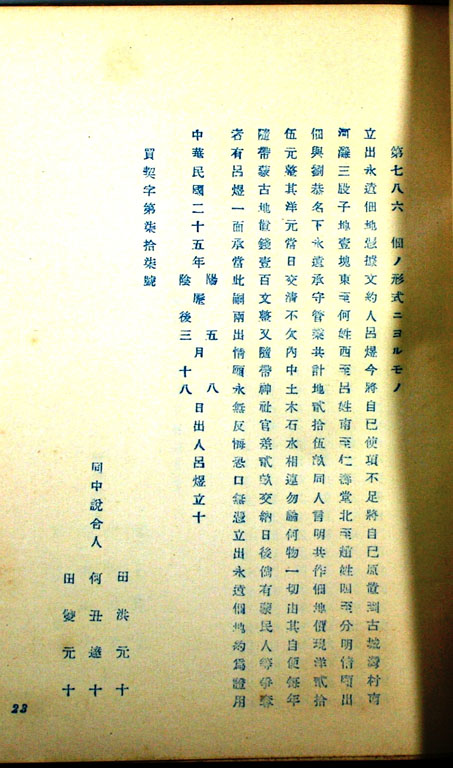 第七八六 佃ノ形式ニヨルモノ
立出永遠佃地憑據文約人呂煜今將自己使項不足將自己原置到古城灣村南
河灘三段子地壹塊東至何姓西至呂姓南至仁壽堂北至趙姓四至分明情願出
佃與劉恭名下永遠承守管業共計地貳拾伍畝同人言明共作佃地價現洋貳拾
伍元整其洋元當日交清不欠內中土木石水相連勿論何物一切由其自便每年
隨帶蒙古地譜錢壹百文整又隨帶神社官差貳畝交納日後倘有蒙民人等爭奪
者有呂煜一面承當此嗣兩出情願永無反悔恐口無憑立出永遠佃地約爲證用
中華民國二十五年 陽曆五月八 陰後三十八 日出人呂煜立十
買契字第柒拾柒號
同中說合人
田洪元十
何丑達十
田變元十
23